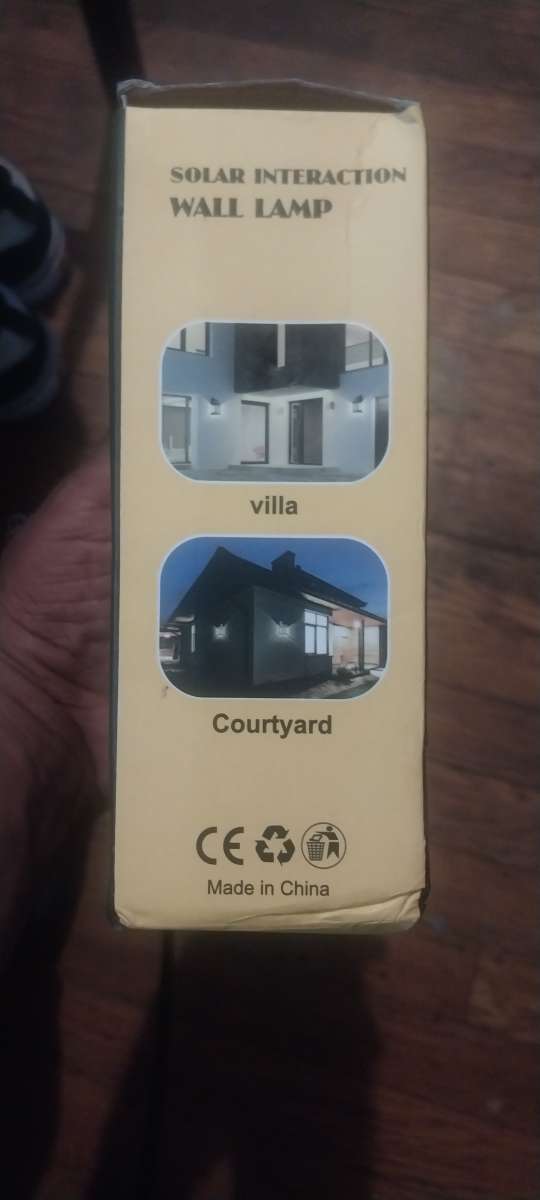 SOLAR INTERACTION
WALL LAMP
villa
Courtyard
CE
Made in China